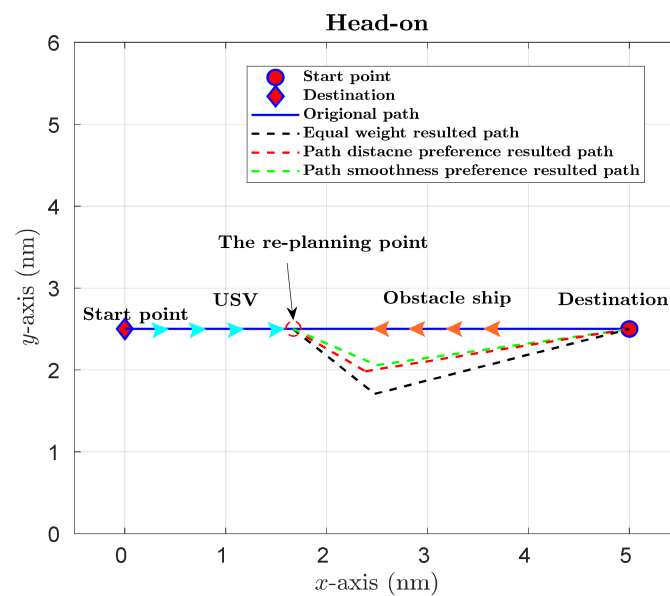 Head-on
6
5
4
3
2
1
0
y-axis (nm)
Start point
Destination
Origional path
Equal weight resulted path
Path distacne preference resulted path
Path smoothness preference resulted path
The re-planning point
Start point
USV
Obstacle ship
Destination
0 1 2 3 4 5
x-axis (nm)